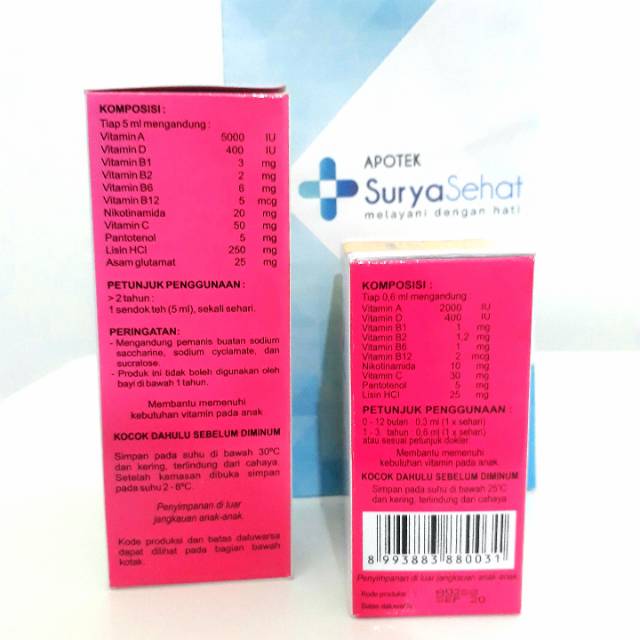 KOMPOSISI :
Tiap 5 ml mengandung :
Vitamin A 5000 IU
Vitamin D 400 IU
Vitamin B1 3 mg
Vitamin B2 2 mg
Vitamin B6 6 mg
Vitamin B12 5 mcg
Nikotinamida 20 mg
Vitamin C 50 mg
Pantotenol 5 mg
Lisin HCl 250 mg
Asam glutamat 25 mg
PETUNJUK PENGGUNAAN :
> 2 tahun :
1 sendok teh (5 ml), sekali sehari.
PERINGATAN :
- Mengandung pemanis buatan sodium
saccharine, sodium cyclamate, dan
sucralose.
- Produk ini tidak boleh digunakan oleh
bayi di bawah 1 tahun.
Membantu memenuhi
kebutuhan vitamin pada anak
KOCOK DAHULU SEBELUM DIMINUM
Simpan pada suhu di bawah 30°C
dan kering, terlindung dari cahaya.
Setelah kemasan dibuka simpan
pada suhu 2 - 8°C.
Penyimpanan di luar
jangkauan anak-anak.
Kode produksi dan batas daluwarsa
dapat dilihat pada bagian bawah
kotak.
APOTEK
SuryaSehat
melayani dengan hati
KOMPOSISI :
Tiap 0,6 ml mengandung
Vitamin A 2000 IU
Vitamin D 400 IU
Vitamin B1 1 mg
Vitamin B2 1,2 mg
Vitamin B6 1 mg
Vitamin B12 2 mcg
Nikotinamida 10 mg
Vitamin C 30 mg
Pantotenol 5 mg
Lisin HCl 25 mg
PETUNJUK PENGGUNAAN :
0 - 12 bulan : 0,3 ml (1 x sehari)
1 - 3 tahun : 0,6 ml (1 x sehari)
atau sesuai petunjuk dokter
Membantu memenuhi
kebutuhan vitamin pada anak.
KOCOK DAHULU SEBELUM DIMINUM
Simpan pada suhu di bawah 25°C
dan kering, terlindung dari cahaya
8 993883 880031
Penyimpanan di luar jangkauan anak-anak
Kode produksi :
SEP 20
Batas daluwarsa